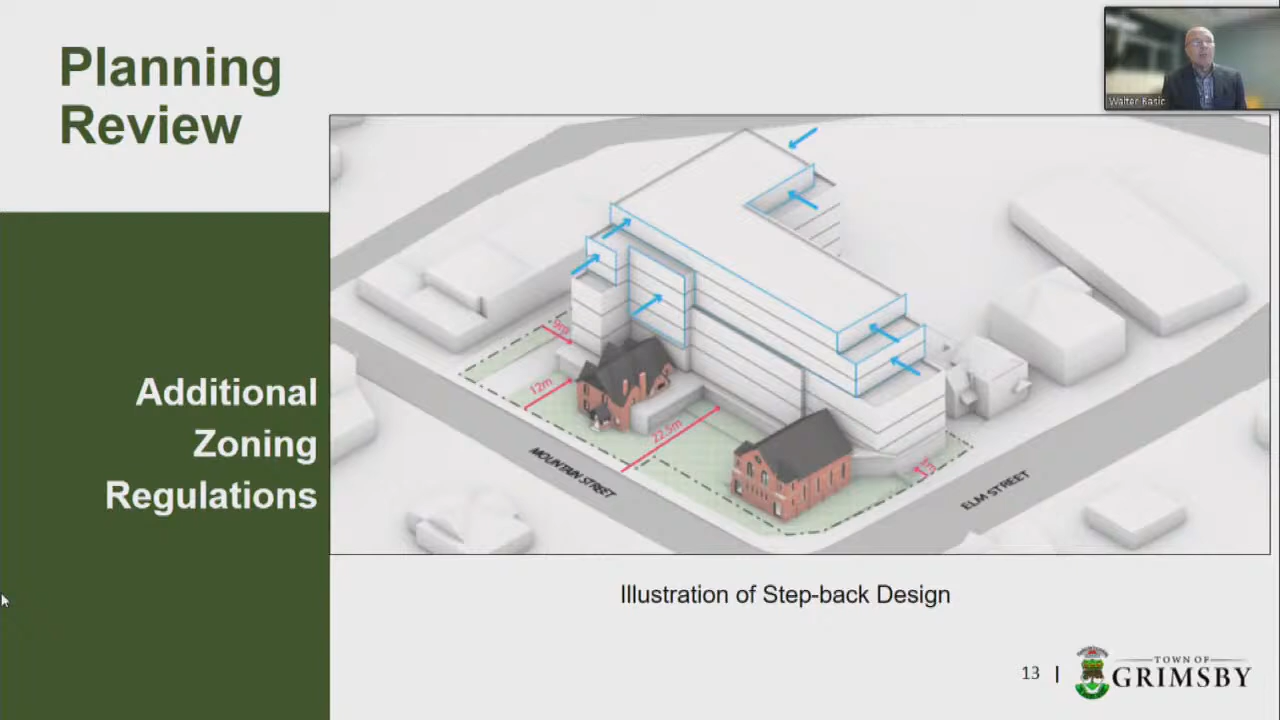 Planning
Review
Walter Basic
Additional
Zoning
Regulations
9m
12m
22.5m
MOUNTAIN STREET
ELM STREET
Illustration of Step-back Design
13 |
TOWN OF
GRIMSBY